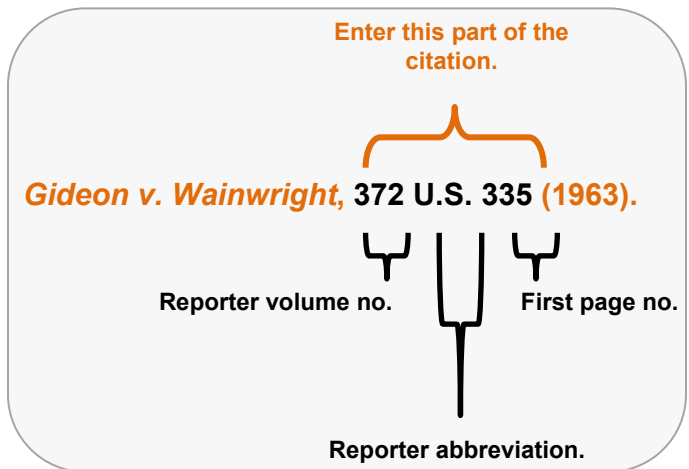 Enter this part of the
citation.
Gideon v. Wainwright, 372 U.S. 335 (1963).
Reporter volume no.
First page no.
Reporter abbreviation.